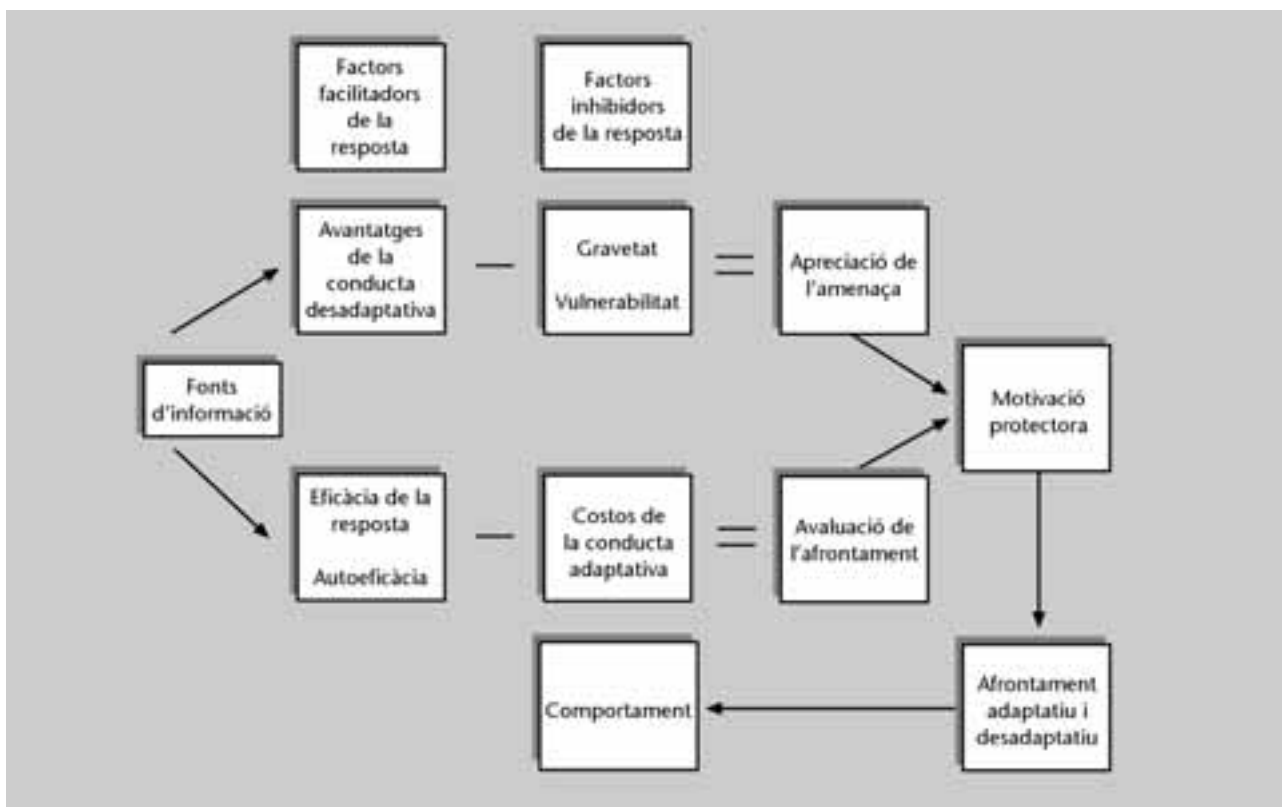 Factors
facilitadors
de la
resposta
Factors
inhibidors
de la resposta
Avantatges
de la
conducta
desadaptativa
Gravetat
Vulnerabilitat
Apreciació de
l'amenaça
Fonts
d'informació
Motivació
protectora
Eficàcia de la
resposta
Autoeficàcia
Costos de
la conducta
adaptativa
Avaluació de
l'afrontament
Comportament
Afrontament
adaptatiu i
desadaptatiu